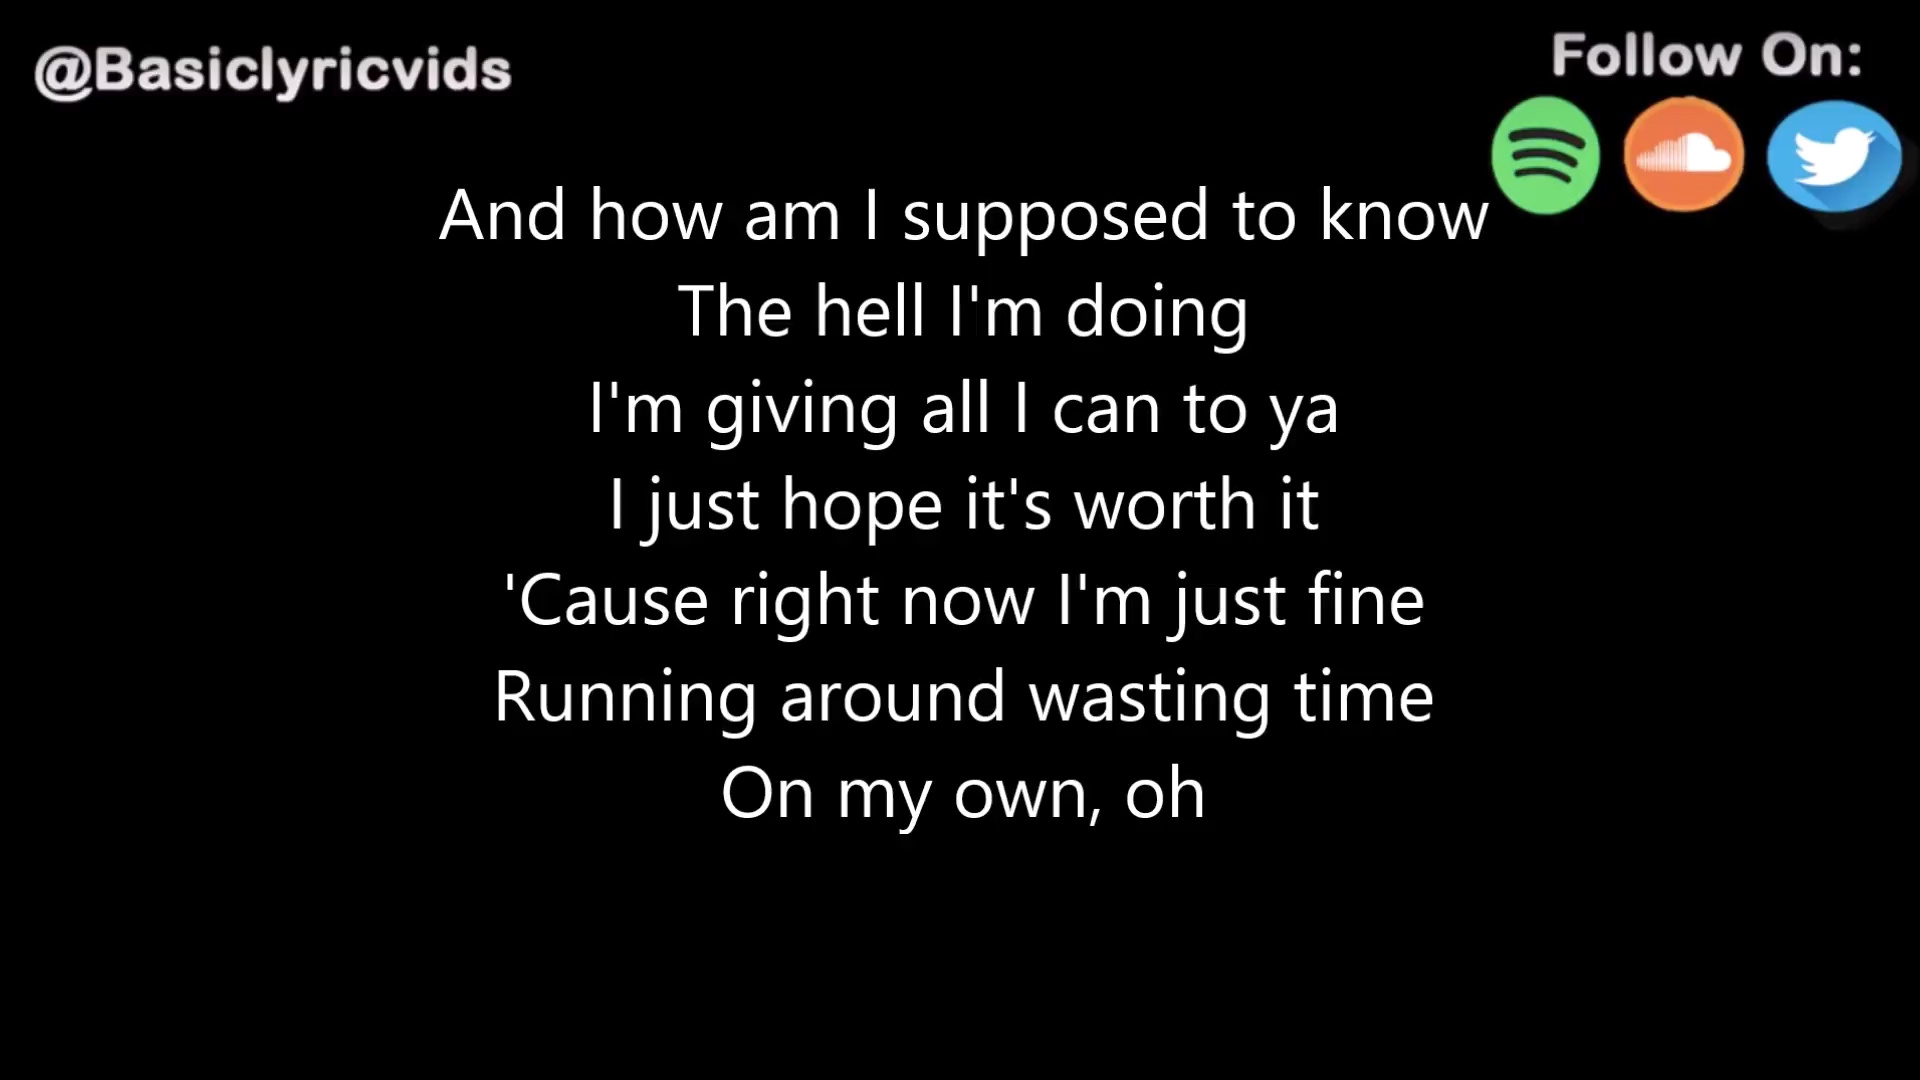 @Basiclyricvids
Follow On:
And how am I supposed to know
The hell I'm doing
I'm giving all I can to ya
I just hope it's worth it
'Cause right now I'm just fine
Running around wasting time
On my own, oh